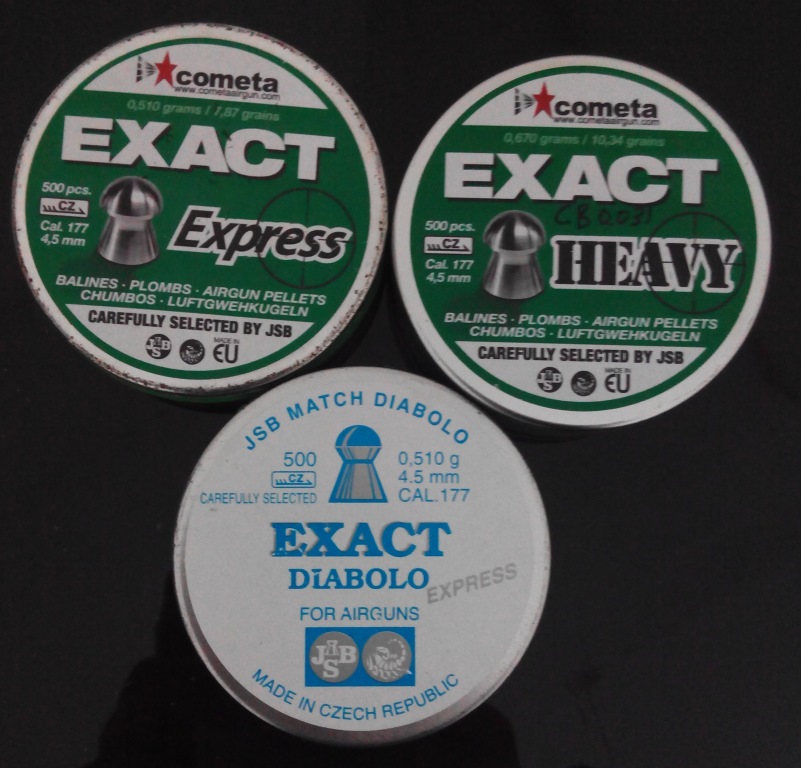 cometa
www.cometaairgun.com
0,510 grams / 7,87 grains
EXACT
500 pcs.
CZ
Cal. 177
4,5 mm
Express
BALINES · PLOMBS · AIRGUN PELLETS
CHUMBOS · LUFTGWEHKUGELN
CAREFULLY SELECTED BY JSB
JSB
MADE IN
EU
cometa
www.cometaairgun.com
0,670 grams / 10,34 grains
EXACT
500 pcs.
CZ
Cal. 177
4,5 mm
HEAVY
BALINES · PLOMBS · AIRGUN PELLETS
CHUMBOS · LUFTGWEHKUGELN
CAREFULLY SELECTED BY JSB
JSB
MADE IN
EU
JSB MATCH DIABOLO
500
CZ
CAREFULLY SELECTED
0,510 g
4.5 mm
CAL.177
EXACT
DIABOLO
EXPRESS
FOR AIRGUNS
JSB
MADE IN CZECH REPUBLIC